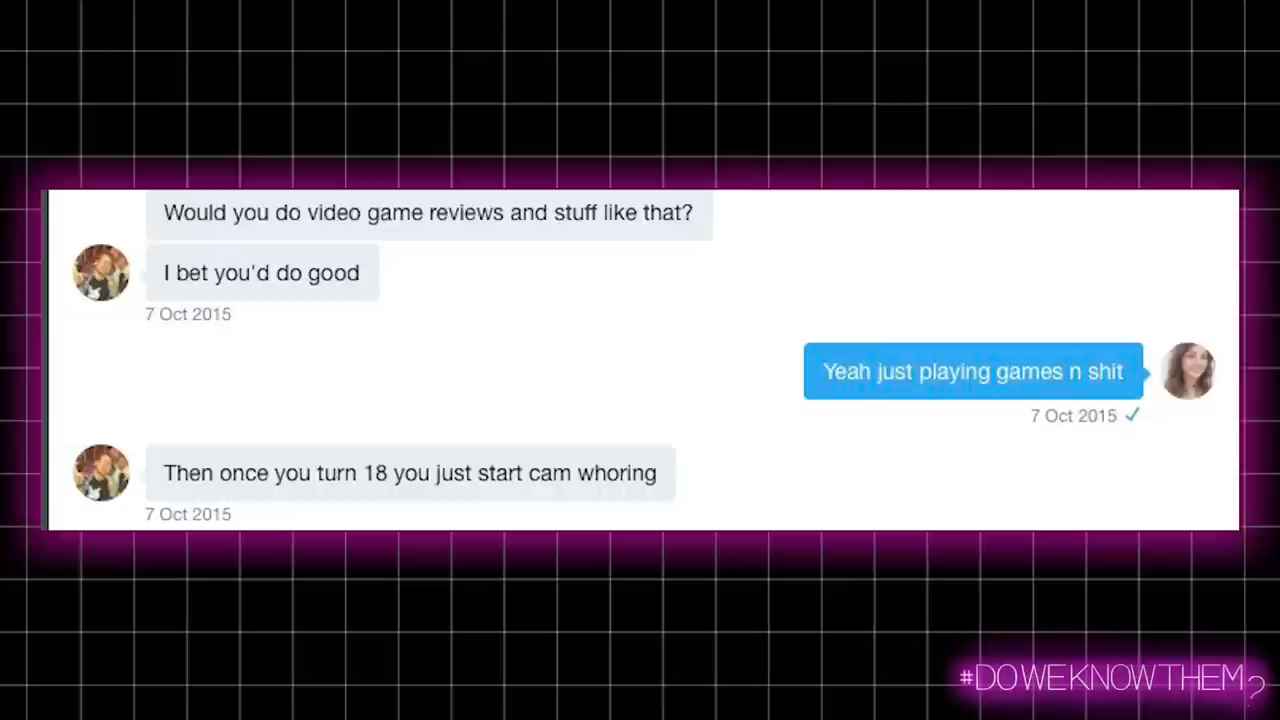 Would you do video game reviews and stuff like that?
I bet you'd do good
7 Oct 2015
Yeah just playing games n shit
7 Oct 2015
Then once you turn 18 you just start cam whoring
7 Oct 2015
#DOWEKNOWTHEM?